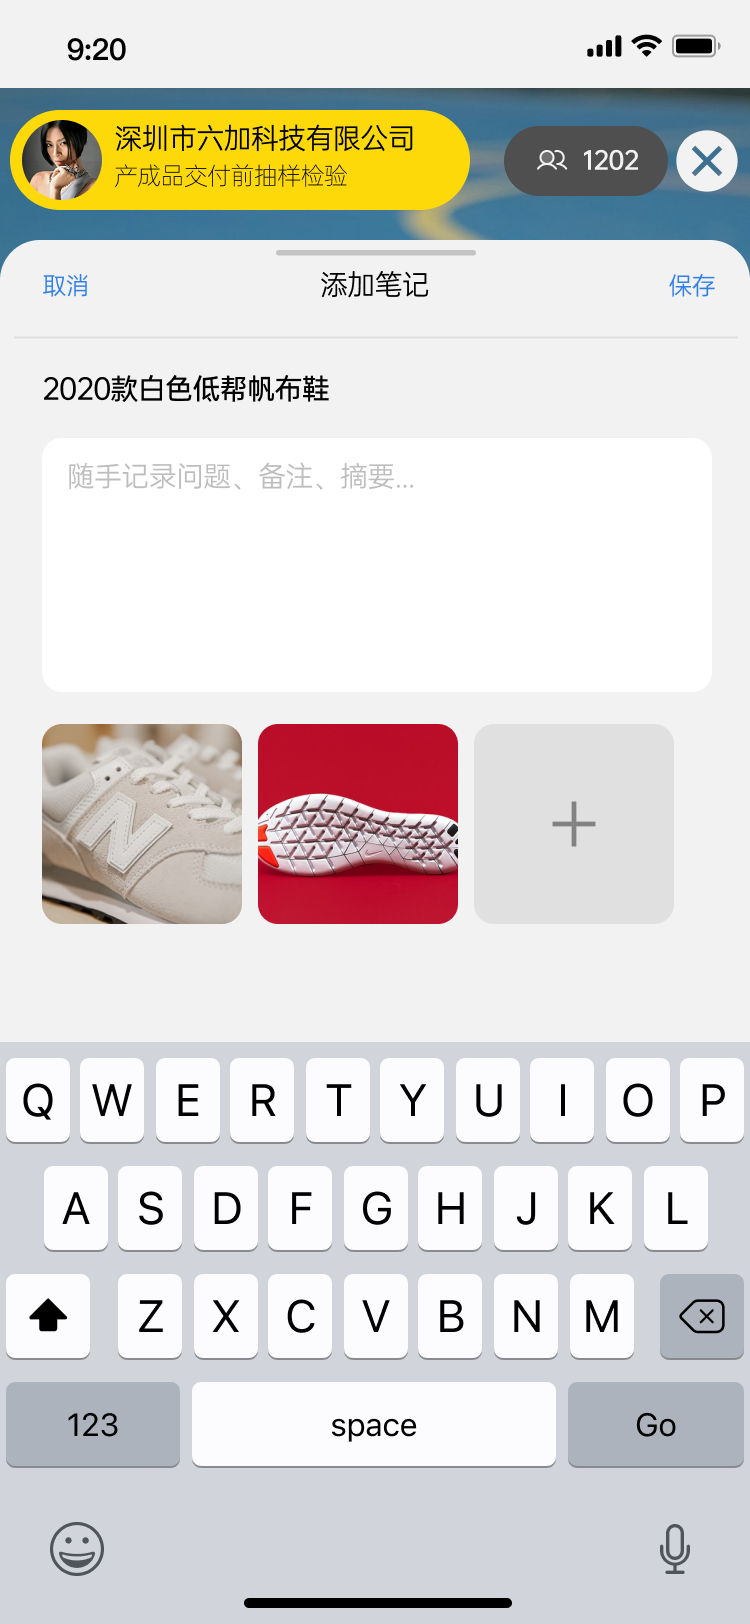 9:20
深圳市六加科技有限公司
产成品交付前抽样检验
1202
取消
添加笔记
保存
2020款白色低帮帆布鞋
随手记录问题、备注、摘要...
N
Q W E R T Y U I O P
A S D F G H J K L
Z X C V B N M
123 space Go